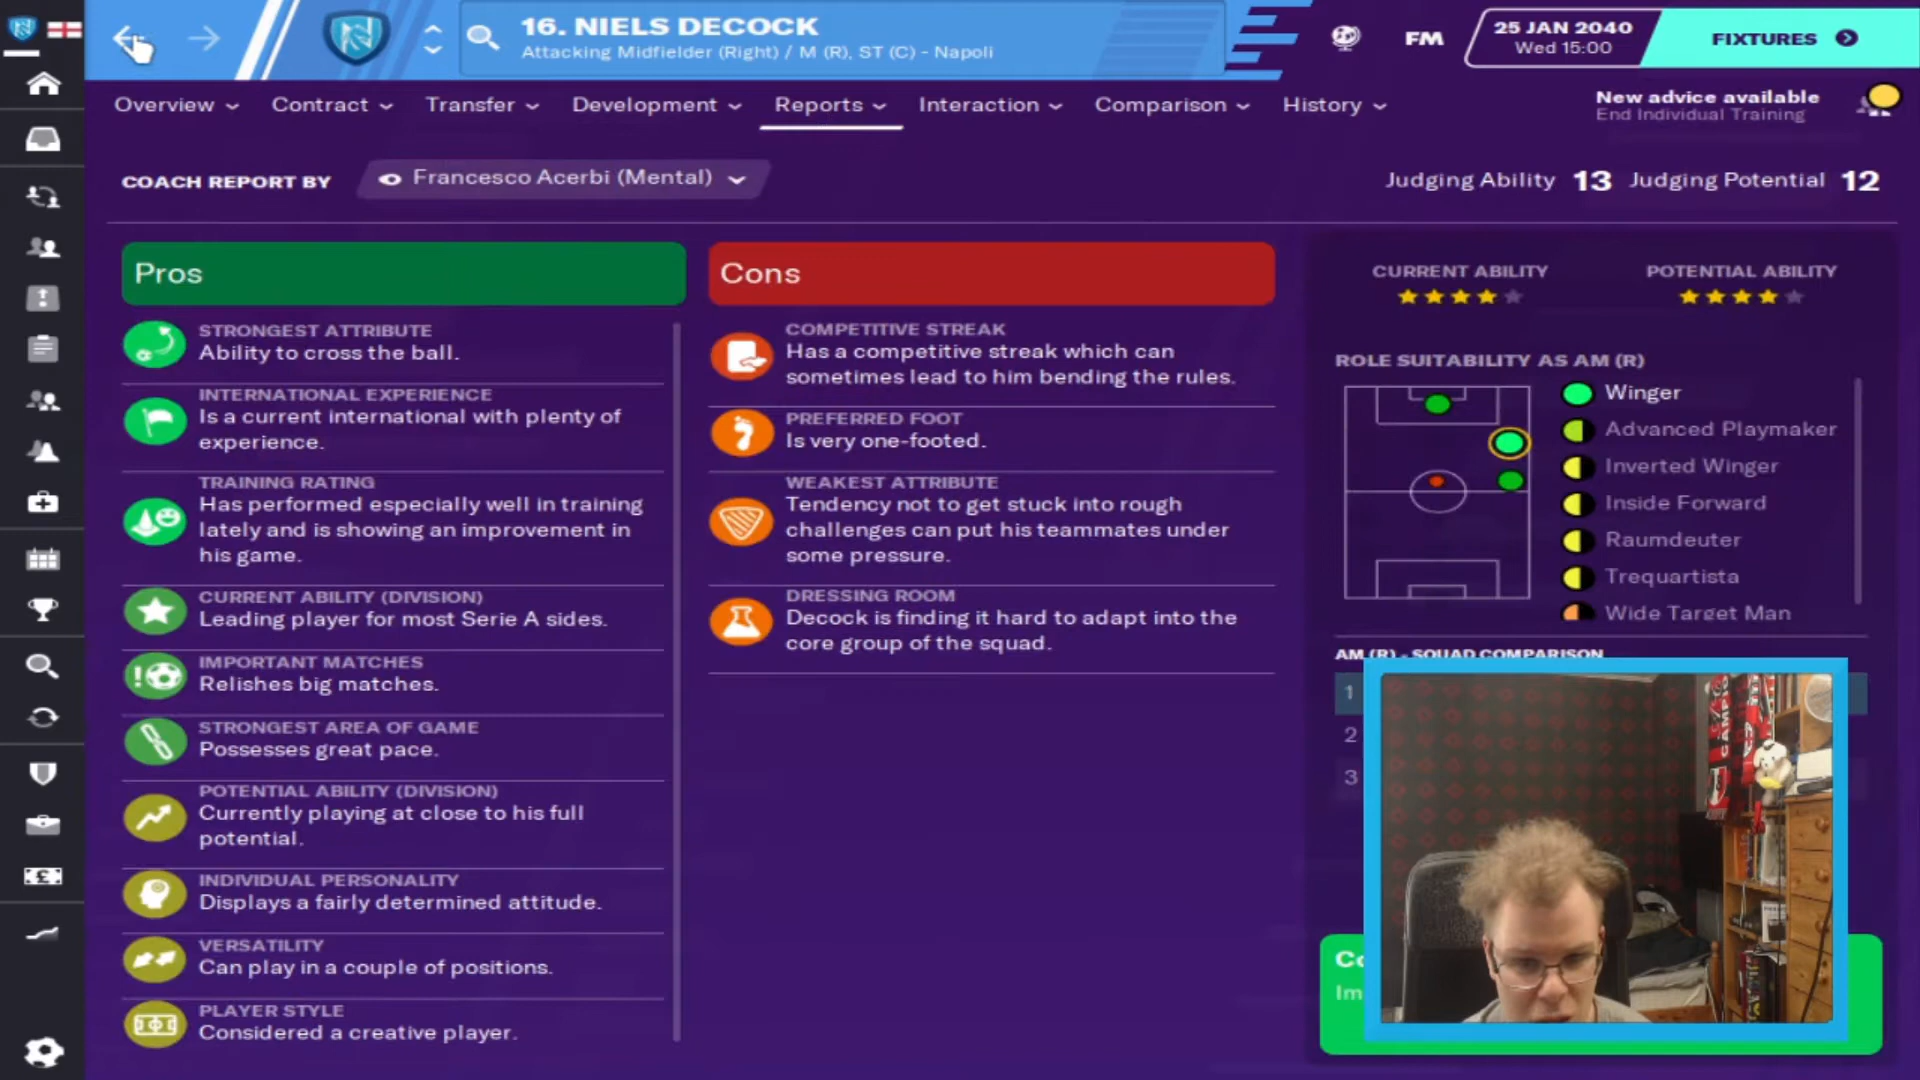 16. NIELS DECOCK
Attacking Midfielder (Right) / M (R), ST (C) - Napoli
FM
25 JAN 2040
Wed 15:00
FIXTURES
Overview
Contract
Transfer
Development
Reports
Interaction
Comparison
History
New advice available
End Individual Training
COACH REPORT BY
Francesco Acerbi (Mental)
Judging Ability 13 Judging Potential 12
Pros
STRONGEST ATTRIBUTE
Ability to cross the ball.
INTERNATIONAL EXPERIENCE
Is a current international with plenty of
experience.
TRAINING RATING
Has performed especially well in training
lately and is showing an improvement in
his game.
CURRENT ABILITY (DIVISION)
Leading player for most Serie A sides.
IMPORTANT MATCHES
Relishes big matches.
STRONGEST AREA OF GAME
Possesses great pace.
POTENTIAL ABILITY (DIVISION)
Currently playing at close to his full
potential.
INDIVIDUAL PERSONALITY
Displays a fairly determined attitude.
VERSATILITY
Can play in a couple of positions.
PLAYER STYLE
Considered a creative player.
Cons
COMPETITIVE STREAK
Has a competitive streak which can
sometimes lead to him bending the rules.
PREFERRED FOOT
Is very one-footed.
WEAKEST ATTRIBUTE
Tendency not to get stuck into rough
challenges can put his teammates under
some pressure.
DRESSING ROOM
Decock is finding it hard to adapt into the
core group of the squad.
CURRENT ABILITY
POTENTIAL ABILITY
ROLE SUITABILITY AS AM (R)
Winger
Advanced Playmaker
Inverted Winger
Inside Forward
Raumdeuter
Trequartista
Wide Target Man
AM (R) - SQUAD COMPARISON
1
2
3